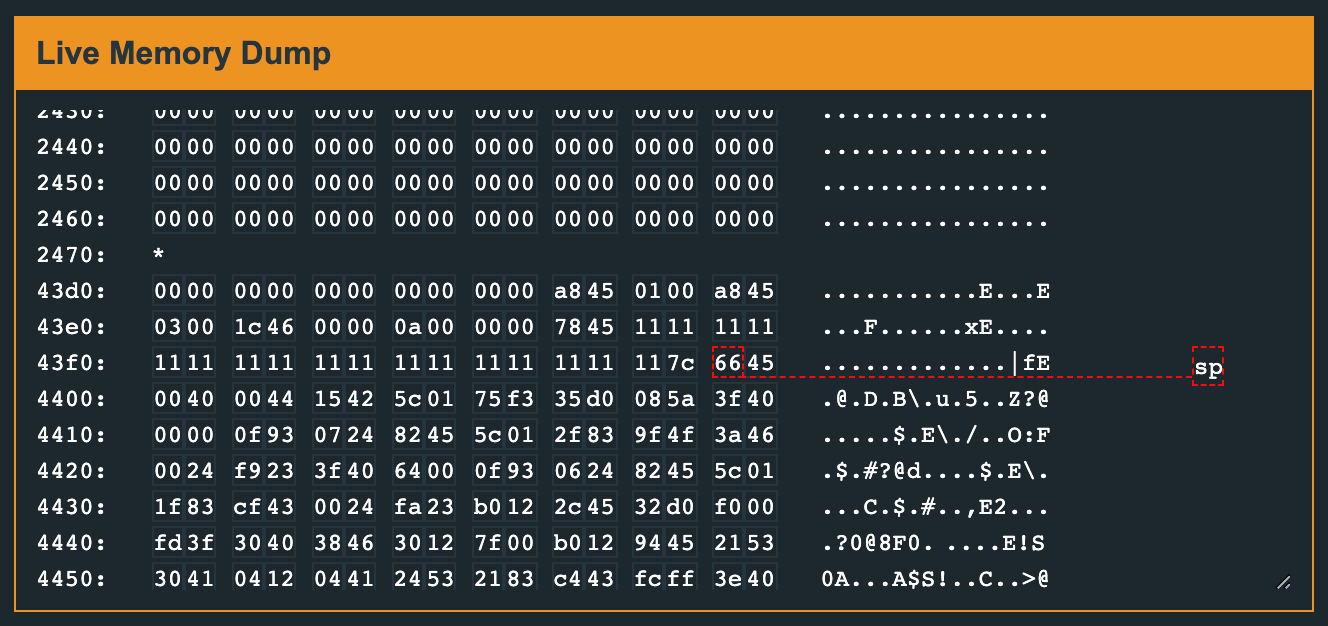 Live Memory Dump
2430: 0000 0000 0000 0000 0000 0000 0000 0000 ................
2440: 0000 0000 0000 0000 0000 0000 0000 0000 ................
2450: 0000 0000 0000 0000 0000 0000 0000 0000 ................
2460: 0000 0000 0000 0000 0000 0000 0000 0000 ................
2470: *
43d0: 0000 0000 0000 0000 0000 a845 0100 a845 ...........E...E
43e0: 0300 1c46 0000 0a00 0000 7845 1111 1111 ...F......xE....
43f0: 1111 1111 1111 1111 1111 1111 117c 6645 .............|fE sp
4400: 0040 0044 1542 5c01 75f3 35d0 085a 3f40 .@.D.B\.u.5..Z?@
4410: 0000 0f93 0724 8245 5c01 2f83 9f4f 3a46 .....$.E\./..O:F
4420: 0024 f923 3f40 6400 0f93 0624 8245 5c01 .$.#?@d....$.E\.
4430: 1f83 cf43 0024 fa23 b012 2c45 32d0 f000 ...C.$.#..,E2...
4440: fd3f 3040 3846 3012 7f00 b012 9445 2153 .?0@8F0. ....E!S
4450: 3041 0412 0441 2453 2183 c443 fcff 3e40 0A...A$S!..C..>@